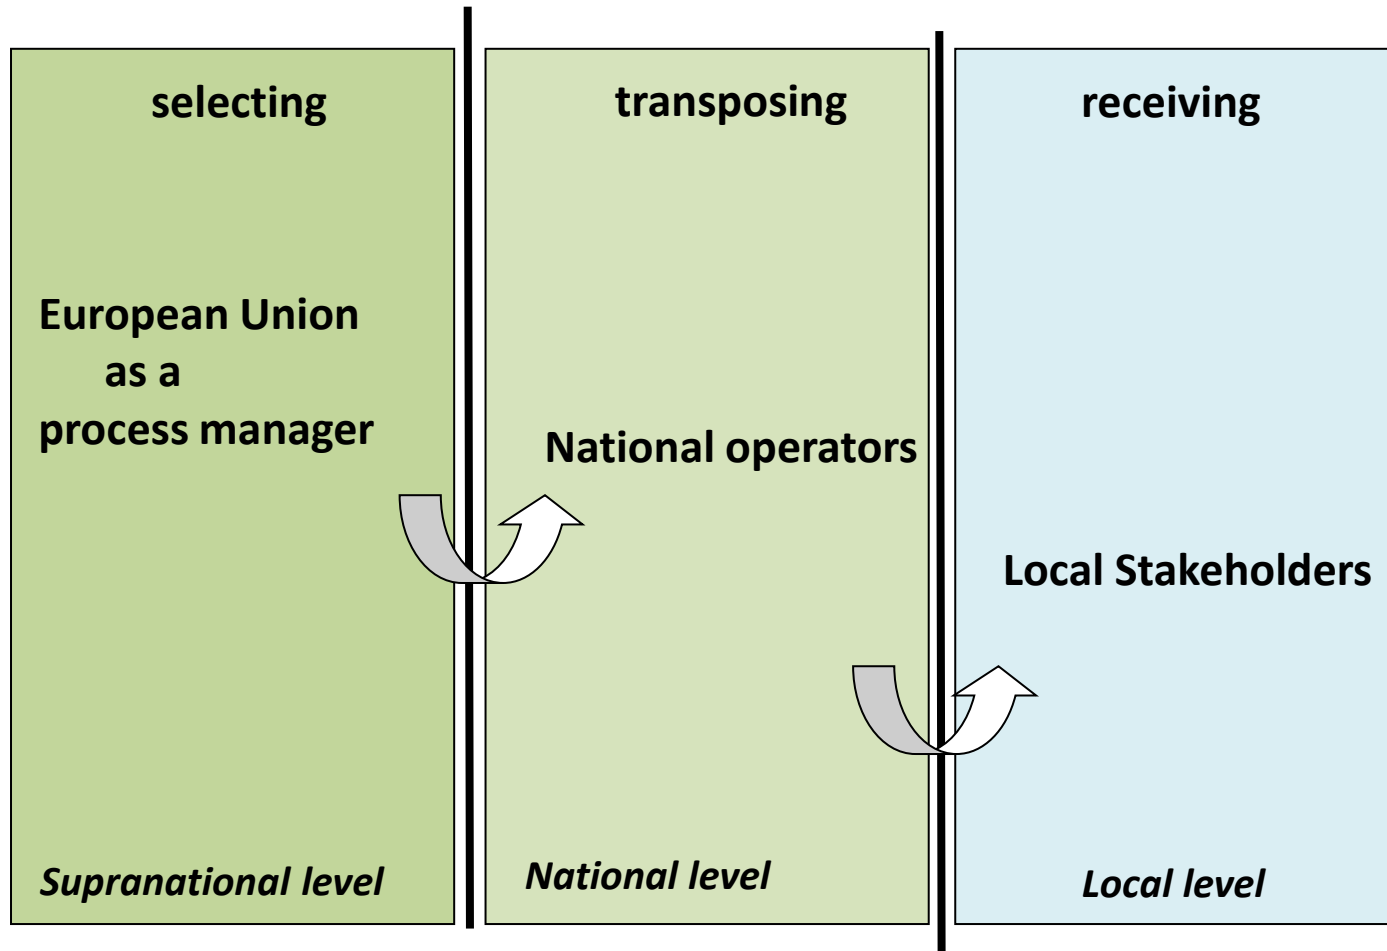 selecting
transposing
receiving
European Union
as a
process manager
National operators
Local Stakeholders
Supranational level
National level
Local level